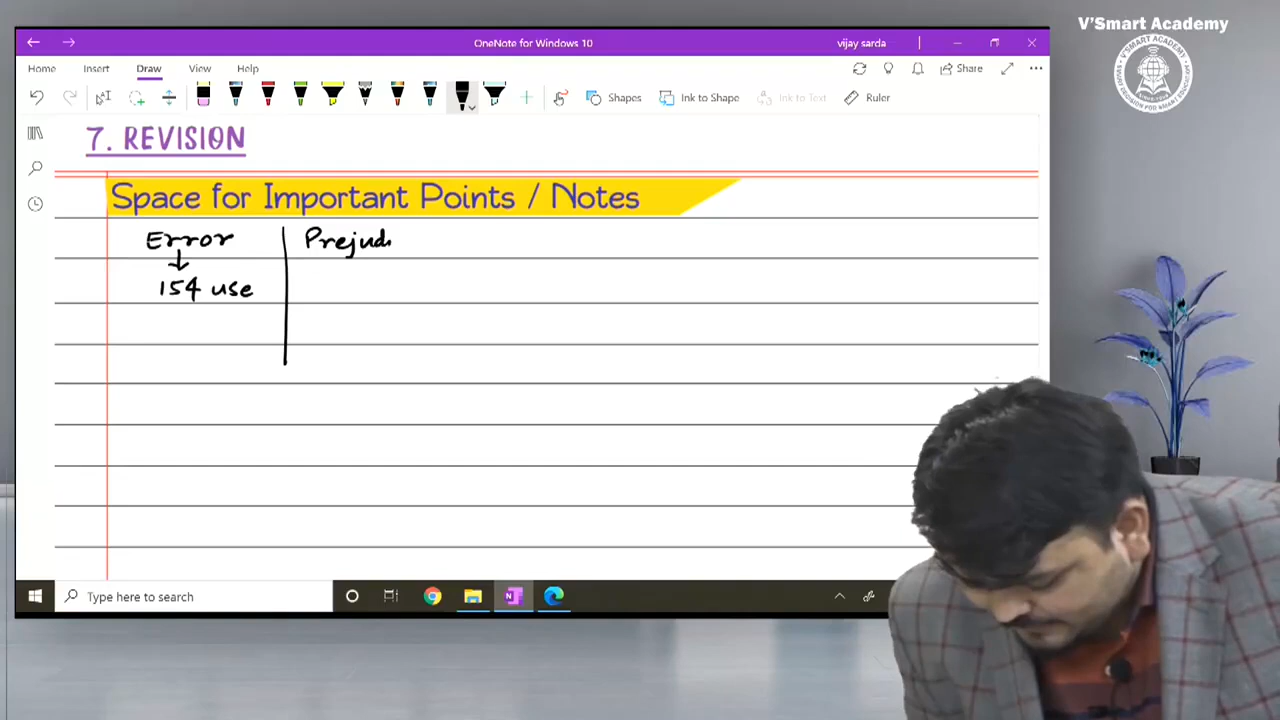 V'Smart Academy
OneNote for Windows 10
vijay sarda
Home Insert Draw View Help
Share
Shapes
Ink to Shape
Ink to Text
Ruler
7. REVISION
Space for Important Points / Notes
Error Prejud
154 use
Type here to search